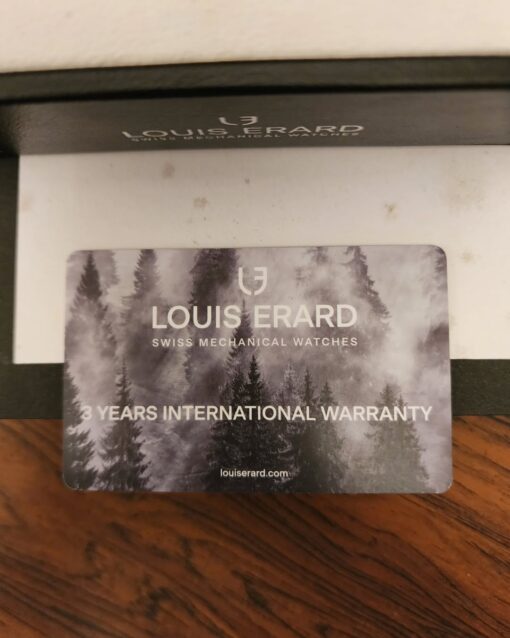 LOUIS ERARD
SWISS MECHANICAL WATCHES
LOUIS ERARD
SWISS MECHANICAL WATCHES
3 YEARS INTERNATIONAL WARRANTY
louiserard.com